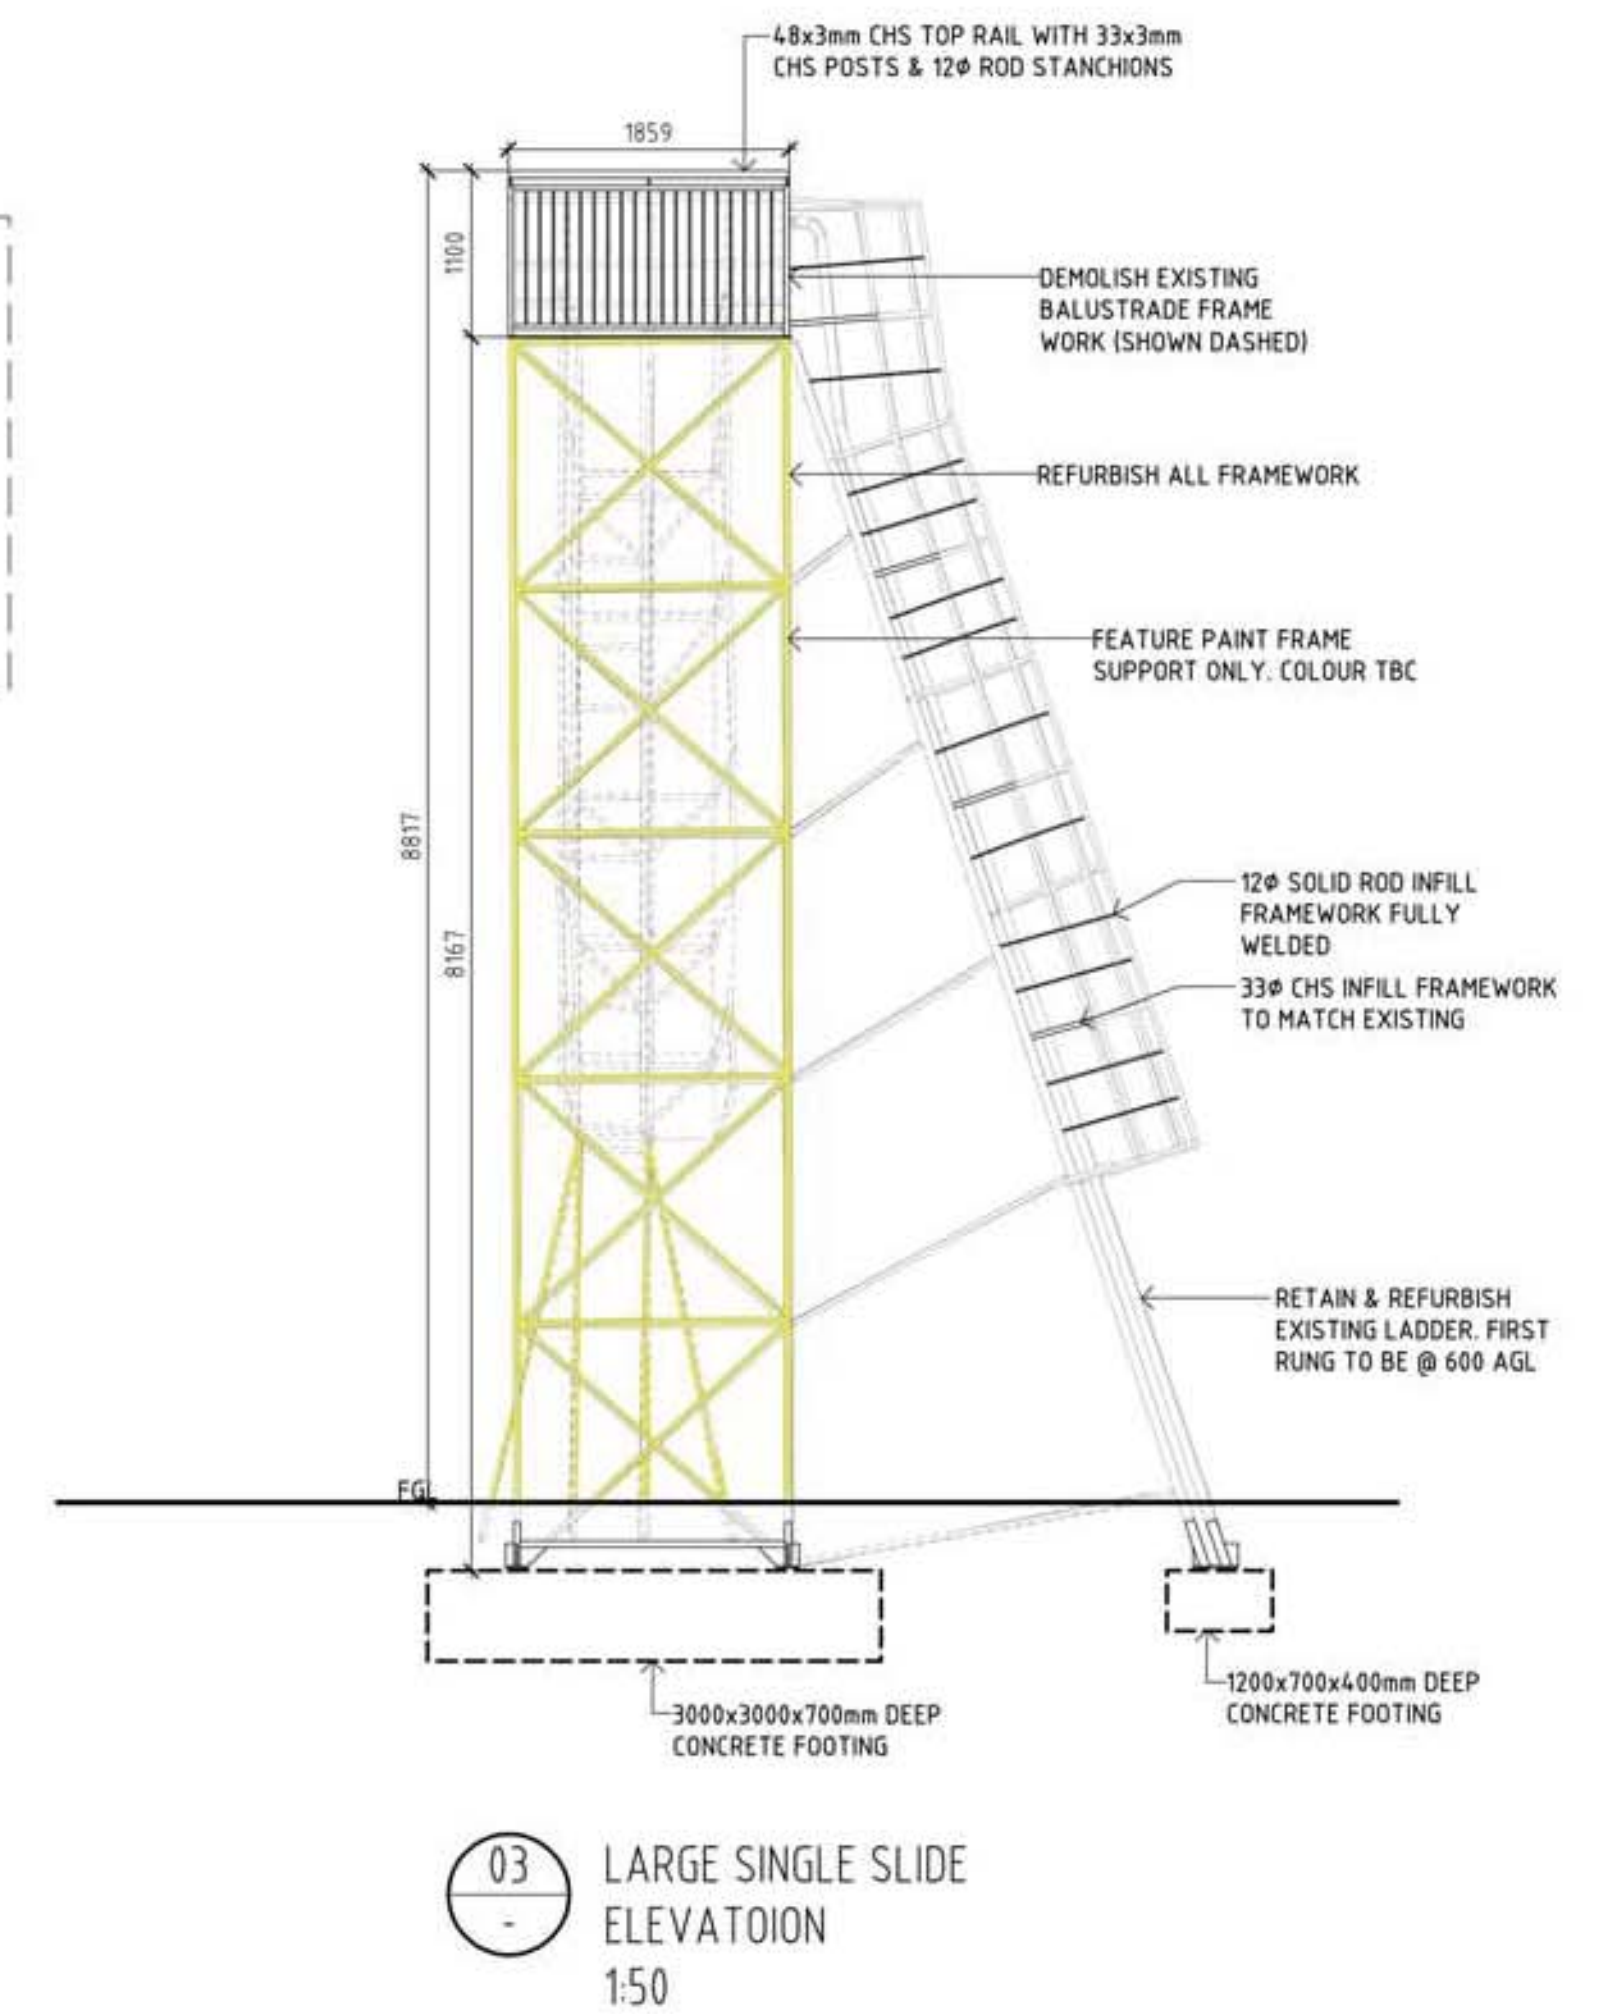 48x3mm CHS TOP RAIL WITH 33x3mm
CHS POSTS & 12Ø ROD STANCHIONS
1859
1100
DEMOLISH EXISTING
BALUSTRADE FRAME
WORK (SHOWN DASHED)
REFURBISH ALL FRAMEWORK
FEATURE PAINT FRAME
SUPPORT ONLY. COLOUR TBC
8817
8167
12Ø SOLID ROD INFILL
FRAMEWORK FULLY
WELDED
33Ø CHS INFILL FRAMEWORK
TO MATCH EXISTING
RETAIN & REFURBISH
EXISTING LADDER. FIRST
RUNG TO BE @ 600 AGL
FGL
3000x3000x700mm DEEP
CONCRETE FOOTING
1200x700x400mm DEEP
CONCRETE FOOTING
03
-
LARGE SINGLE SLIDE
ELEVATOION
1:50